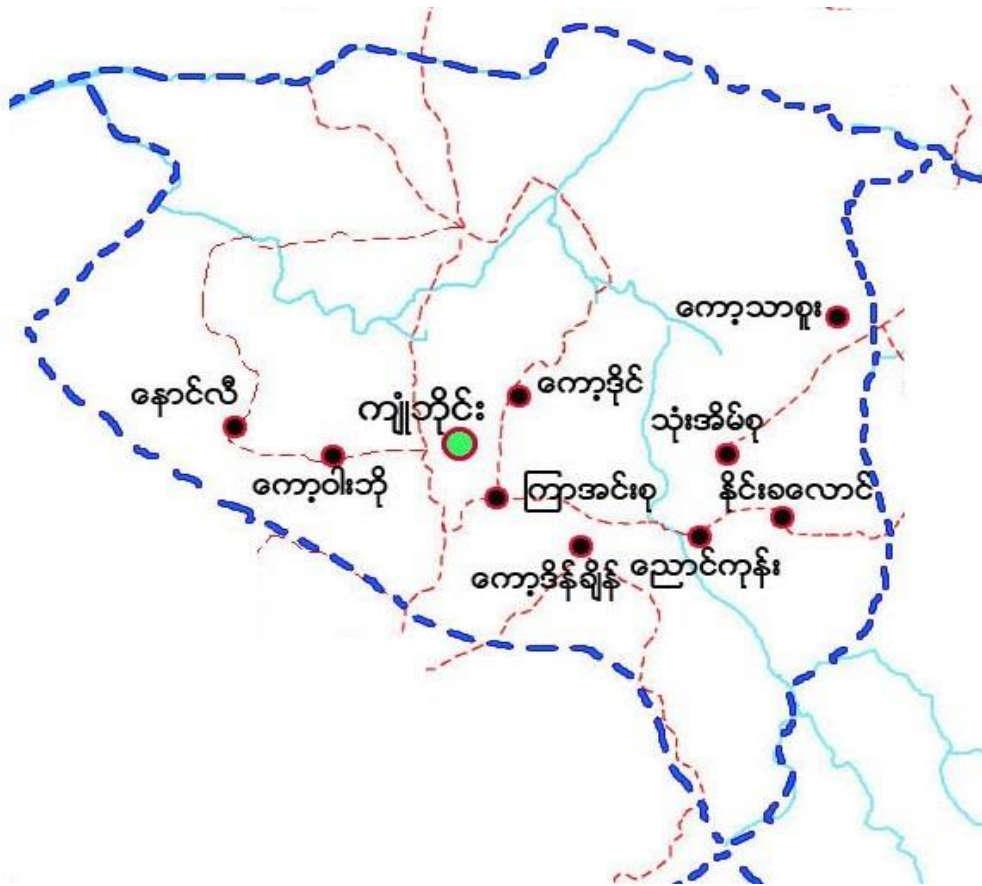 ကော့သာစူး
နောင်လီ
ကျုံဘိုင်း
ကော့ဒိုင်
သုံးအိမ်စု
ကော့ဝါးဘို
ကြာအင်းစု
နိုင်းခလောင်
ကော့ဒိန်ချိန်
ညောင်ကုန်း